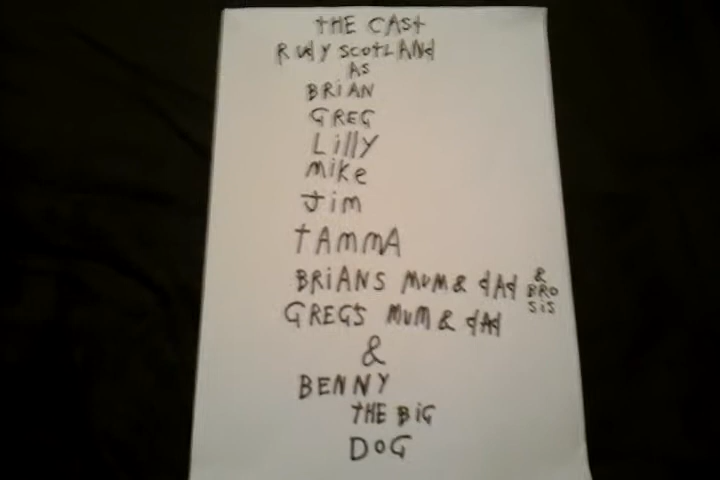 tHE CASt
RUdY SCOtLANd
AS
BRiAN
GREG
Lilly
mike
Jim
tAmmA
BRiANS MUM & dAd & BRO SiS
GREGS MUM & dAd
&
BENNY
tHE BiG
DOG